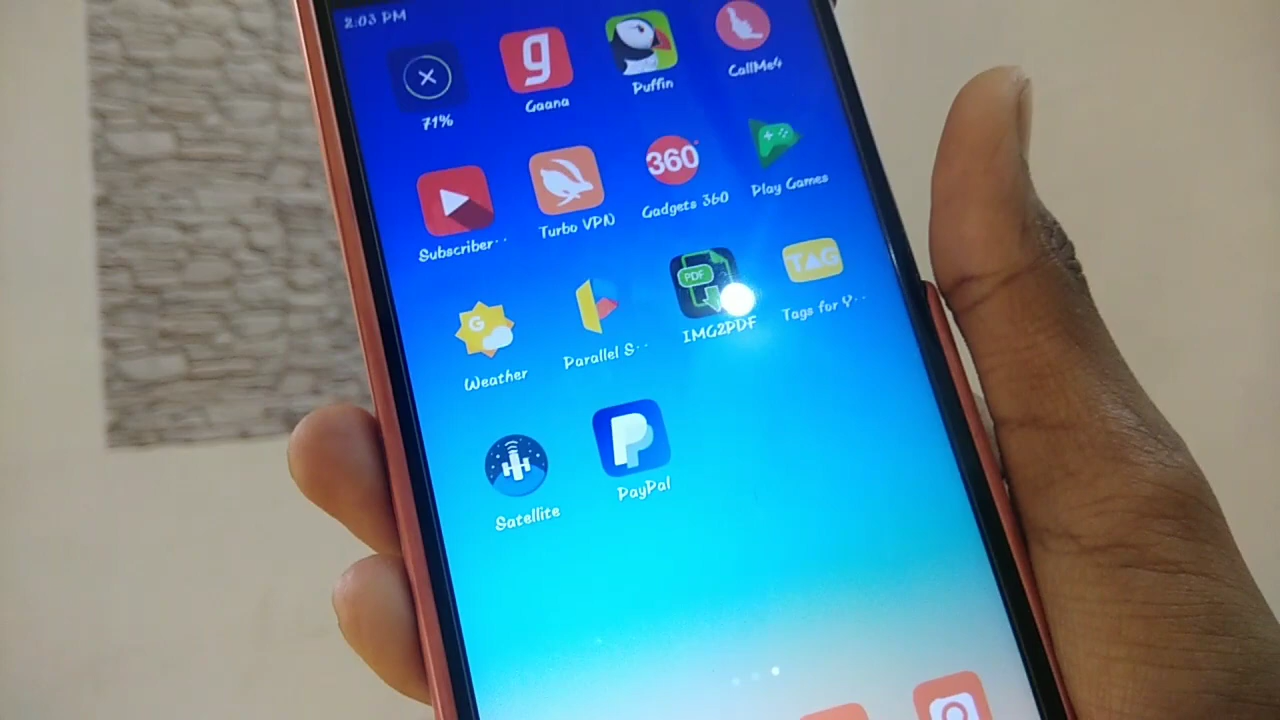 2:03 PM
71%
g
Gaana
Puffin
CallMe4
Subscriber··
Turbo VPN
360
Gadgets 360
Play Games
G
Weather
Parallel S··
PDF
IMG2PDF
TAG
Tags for Y··
Satellite
P
PayPal